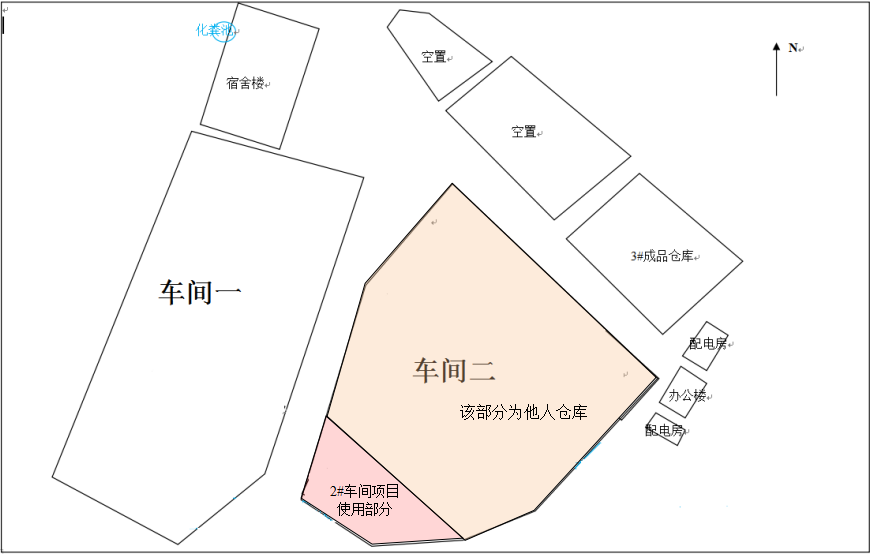 化粪池
宿舍楼
空置
N
空置
3#成品仓库
车间一
配电房
车间二
办公楼
该部分为他人仓库
配电房
2#车间项目
使用部分